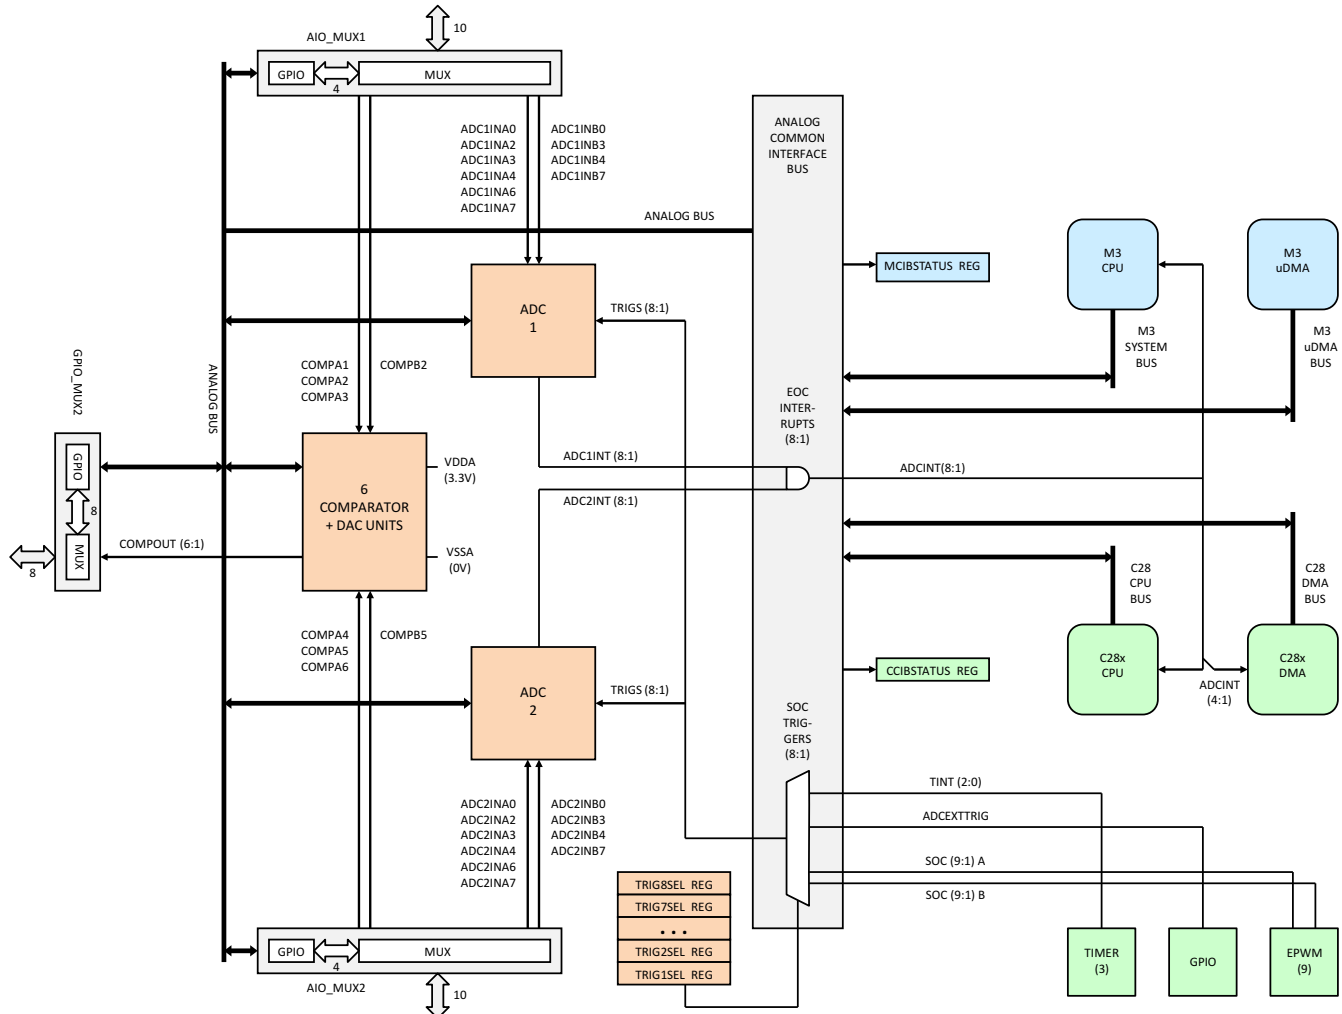 10
AIO_MUX1
GPIO
4
MUX
ADC1INA0
ADC1INA2
ADC1INA3
ADC1INA4
ADC1INA6
ADC1INA7
ADC1INB0
ADC1INB3
ADC1INB4
ADC1INB7
ANALOG
COMMON
INTERFACE
BUS
ANALOG BUS
M3
CPU
M3
uDMA
MCIBSTATUS REG
ADC
1
TRIGS (8:1)
M3
SYSTEM
BUS
M3
uDMA
BUS
GPIO_MUX2
ANALOG BUS
COMPA1
COMPA2
COMPA3
COMPB2
EOC
INTER-
RUPTS
(8:1)
GPIO
8
MUX
8
COMPOUT (6:1)
6
COMPARATOR
+ DAC UNITS
VDDA
(3.3V)
VSSA
(0V)
ADC1INT (8:1)
ADC2INT (8:1)
ADCINT(8:1)
C28
CPU
BUS
C28
DMA
BUS
COMPA4
COMPA5
COMPA6
COMPB5
ADC
2
TRIGS (8:1)
CCIBSTATUS REG
C28x
CPU
ADCINT
(4:1)
C28x
DMA
SOC
TRIG-
GERS
(8:1)
TINT (2:0)
ADCEXTTRIG
SOC (9:1) A
SOC (9:1) B
ADC2INA0
ADC2INA2
ADC2INA3
ADC2INA4
ADC2INA6
ADC2INA7
ADC2INB0
ADC2INB3
ADC2INB4
ADC2INB7
TRIG8SEL REG
TRIG7SEL REG
...
TRIG2SEL REG
TRIG1SEL REG
GPIO
4
MUX
AIO_MUX2
10
TIMER
(3)
GPIO
EPWM
(9)